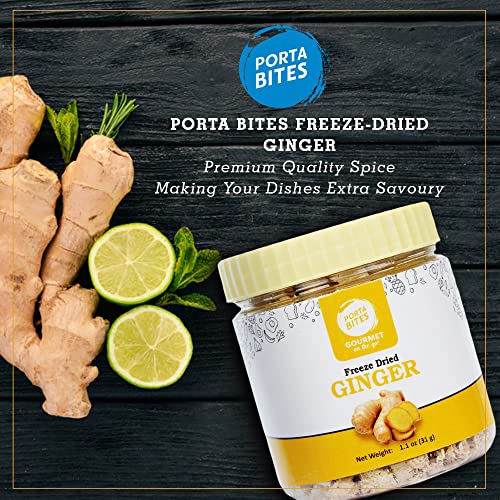 PORTA
BITES
PORTA BITES FREEZE-DRIED
GINGER
Premium Quality Spice
Making Your Dishes Extra Savoury
PORTA
BITES
GOURMET
on the go!
Freeze Dried
GINGER
Net Weight: 1.1 oz (31 g)